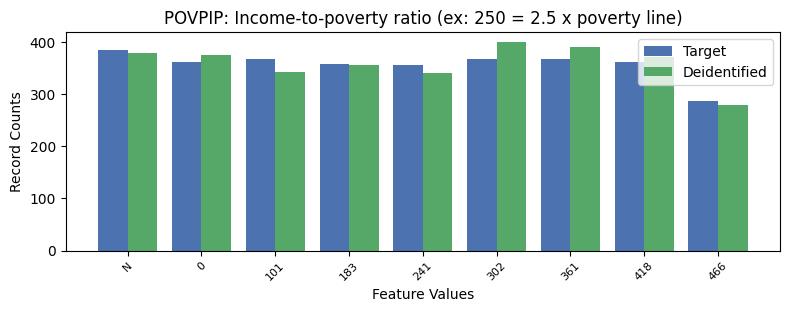 POVPIP: Income-to-poverty ratio (ex: 250 = 2.5 x poverty line)
Target
Deidentified
Record Counts
400
300
200
100
0
N 0 101 183 241 302 361 418 466
Feature Values